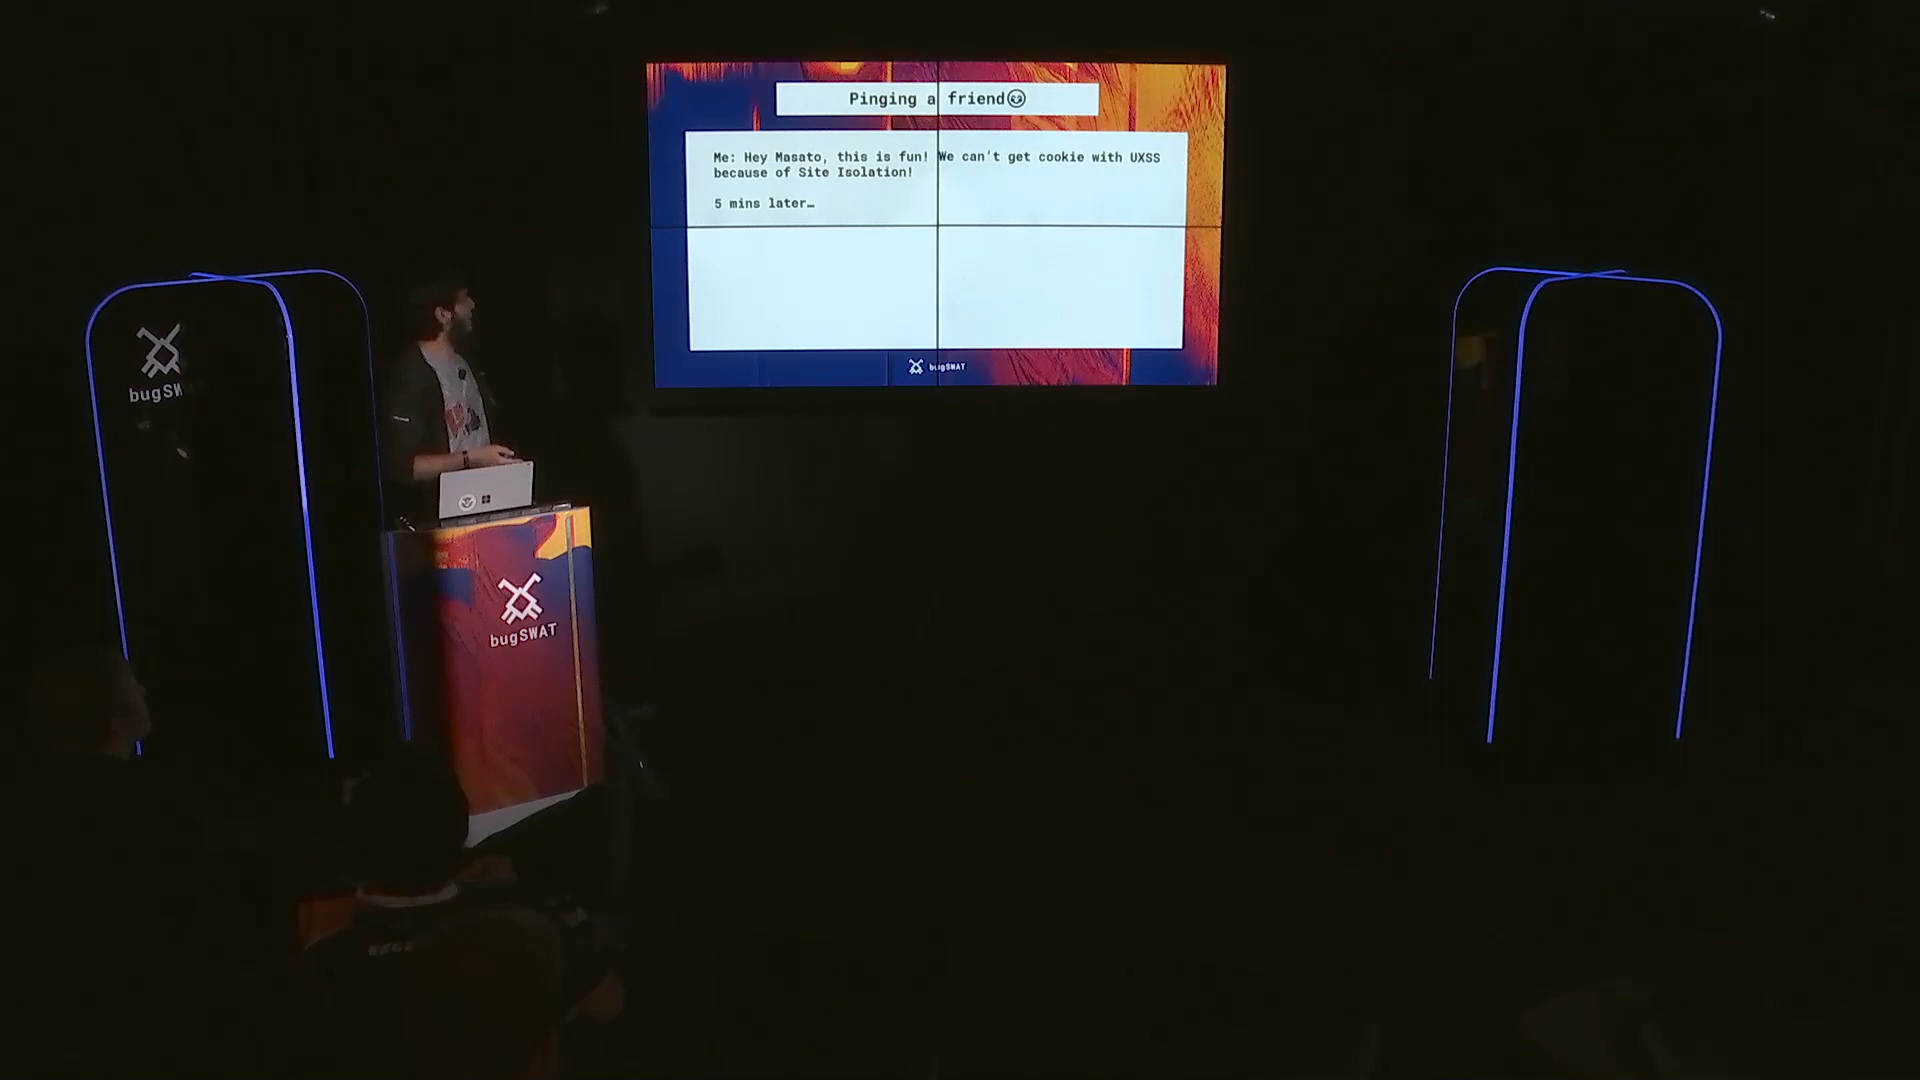 Pinging a friend
Me: Hey Masato, this is fun! We can't get cookie with UXSS
because of Site Isolation!
5 mins later…
bugSWAT
bugSW
bugSWAT